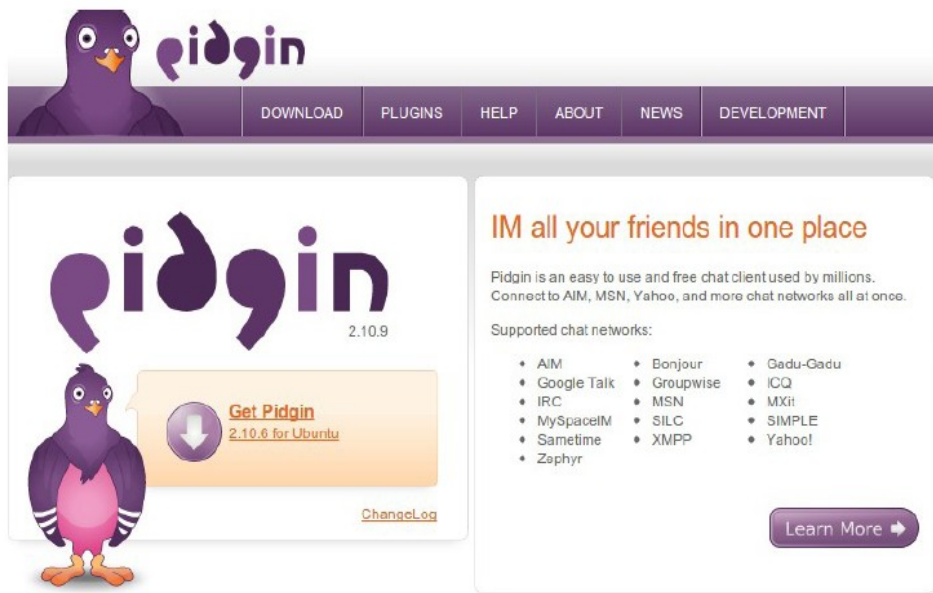 pidgin
DOWNLOAD PLUGINS HELP ABOUT NEWS DEVELOPMENT
pidgin
2.10.9
Get Pidgin
2.10.6 for Ubuntu
ChangeLog
IM all your friends in one place
Pidgin is an easy to use and free chat client used by millions.
Connect to AIM, MSN, Yahoo, and more chat networks all at once.
Supported chat networks:
• AIM • Bonjour • Gadu-Gadu
• Google Talk • Groupwise • ICQ
• IRC • MSN • MXit
• MySpaceIM • SILC • SIMPLE
• Sametime • XMPP • Yahoo!
• Zephyr
Learn More